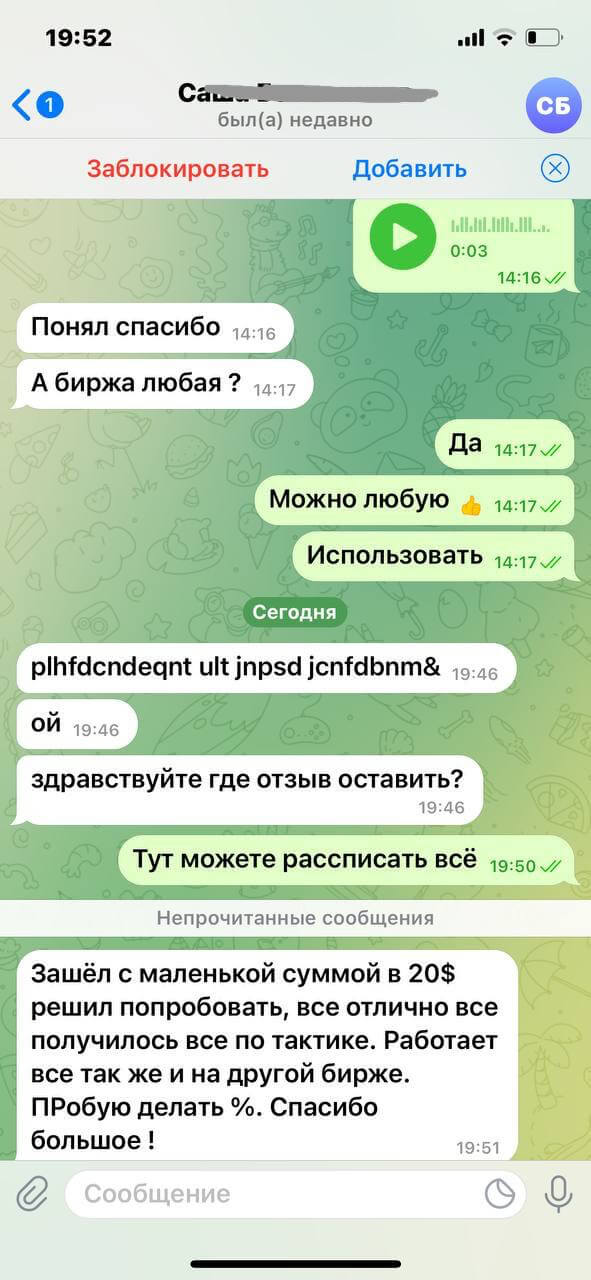 19:52
1
Саша
был(а) недавно
СБ
Заблокировать
Добавить
0:03
14:16
Понял спасибо 14:16
А биржа любая ? 14:17
Да 14:17
Можно любую 👍 14:17
Использовать 14:17
Сегодня
plhfdcndeqnt ult jnpsd jcnfdbnm& 19:46
ой 19:46
здравствуйте где отзыв оставить?
19:46
Тут можете рассписать всё 19:50
Непрочитанные сообщения
Зашёл с маленькой суммой в 20$
решил попробовать, все отлично все
получилось все по тактике. Работает
все так же и на другой бирже.
ПРобую делать %. Спасибо
большое ! 19:51
Сообщение